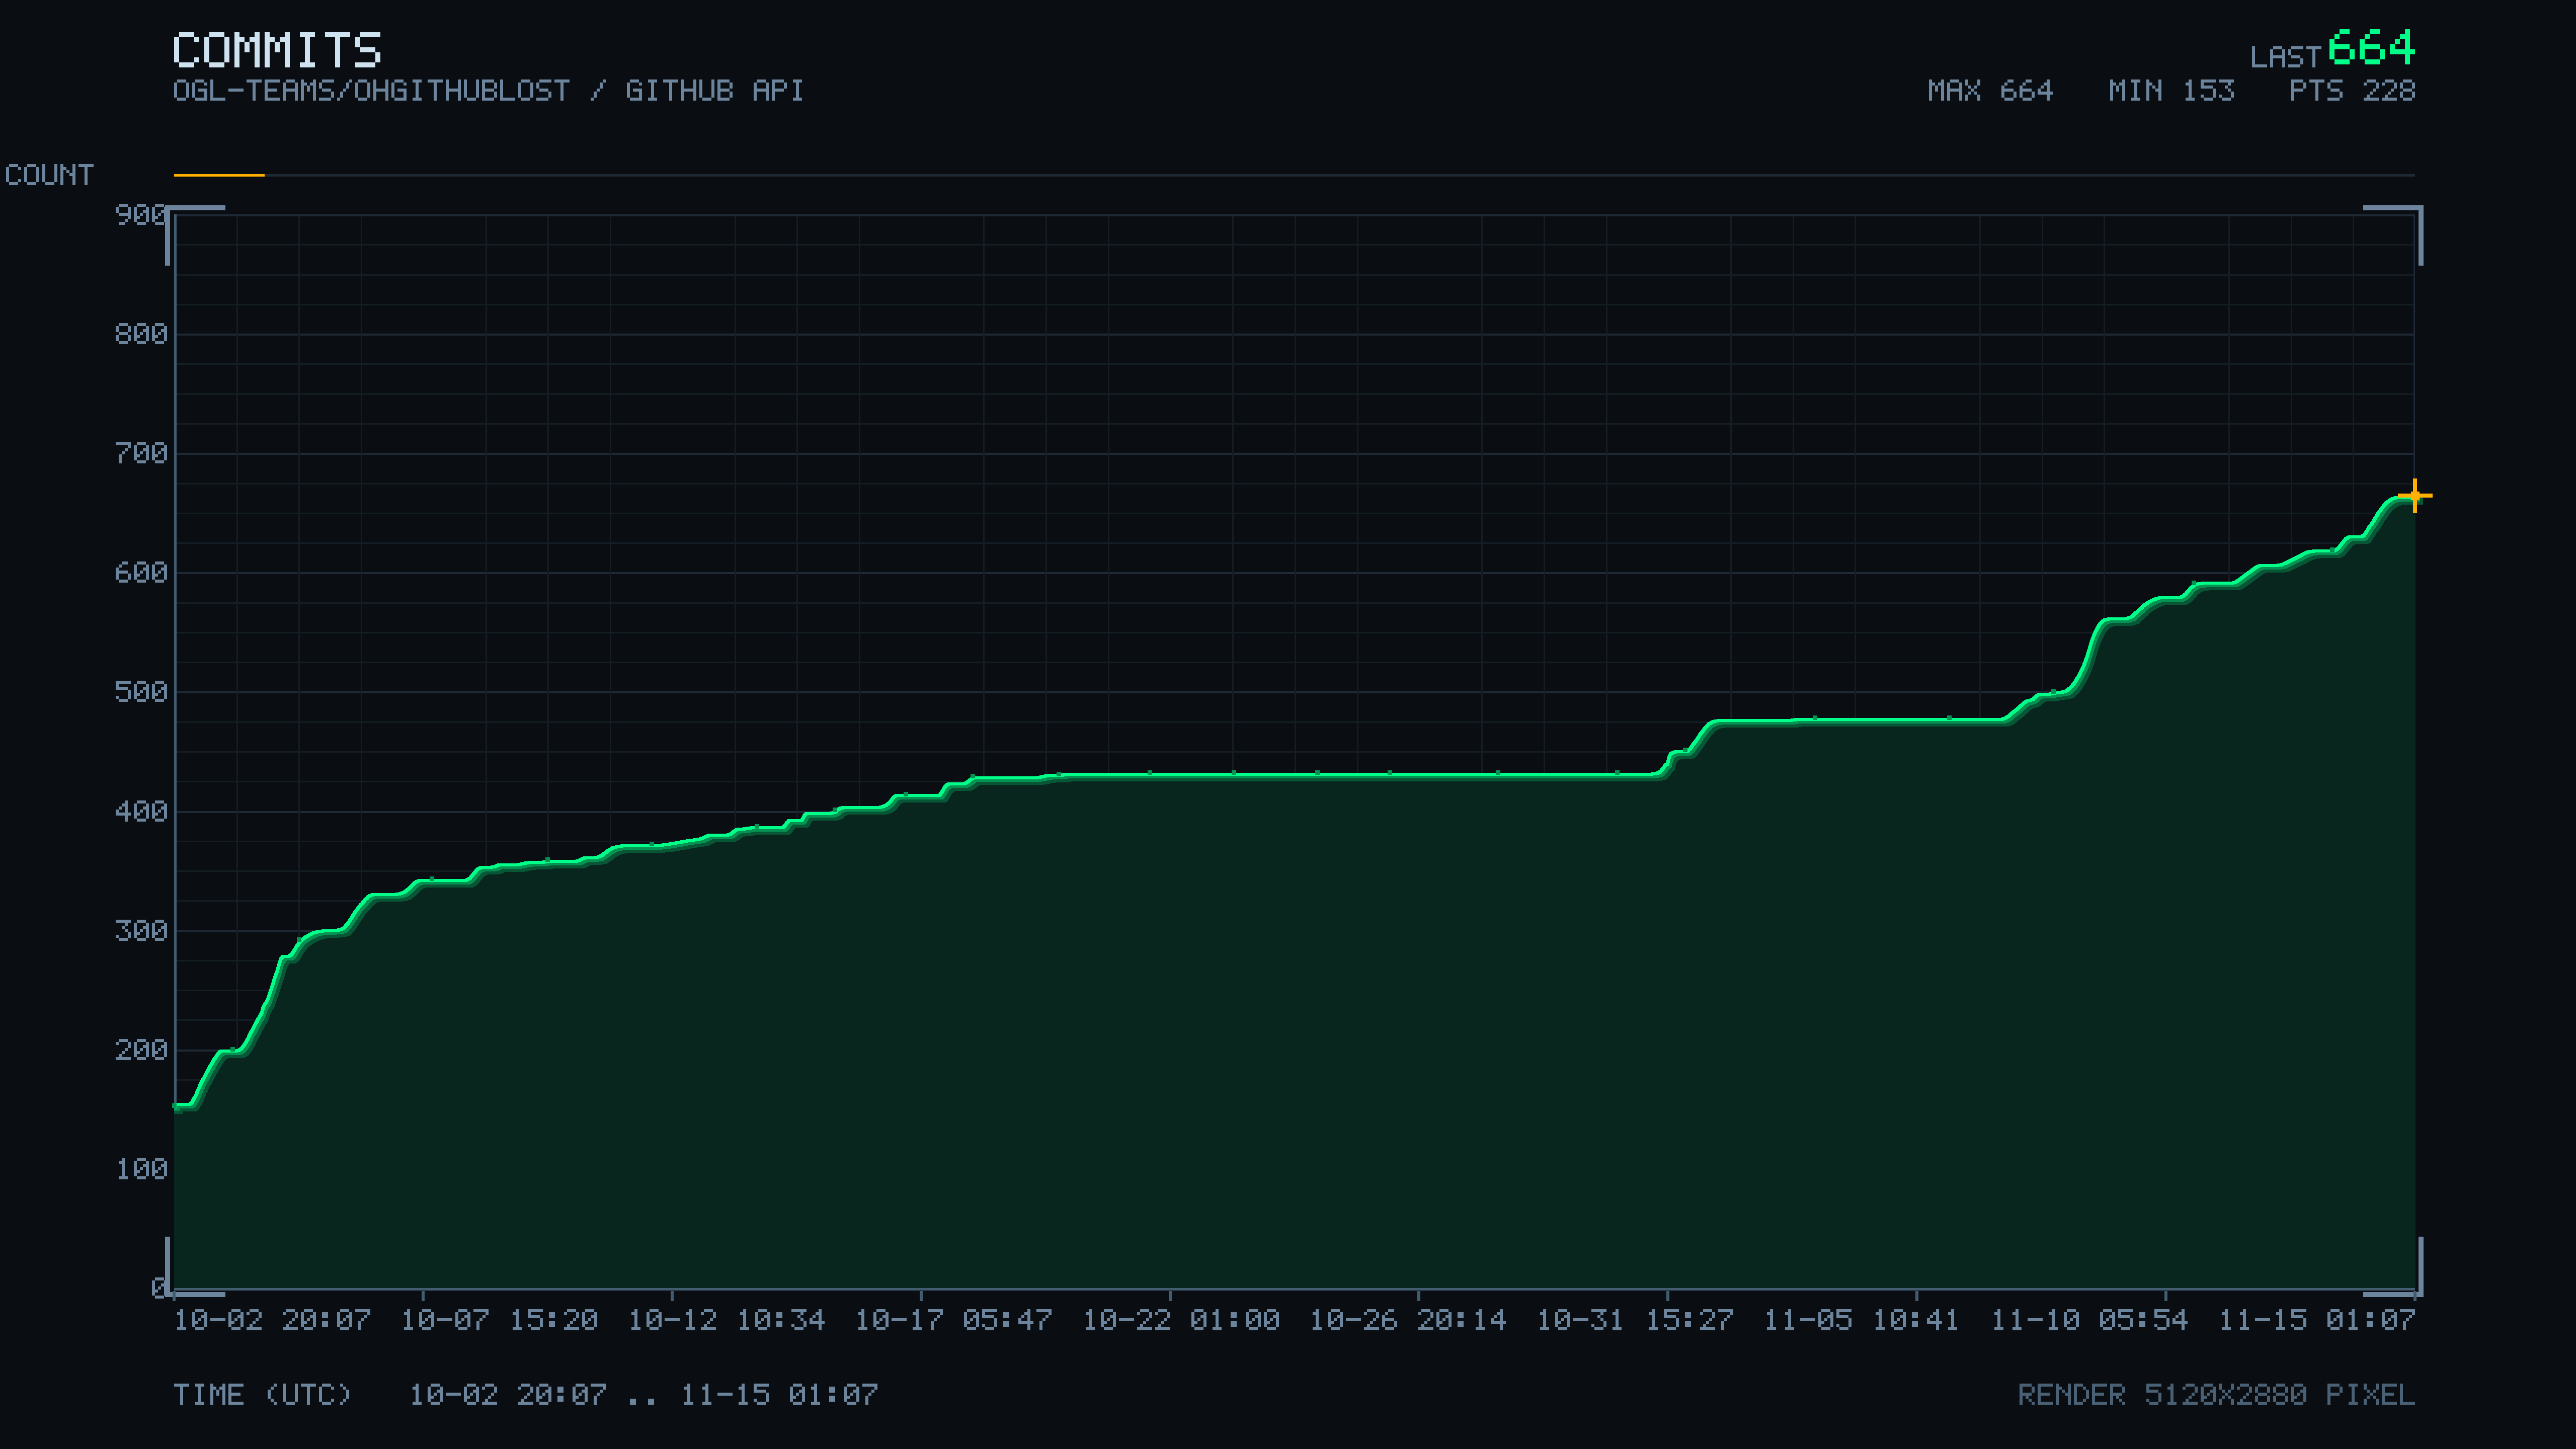 COMMITS
LAST 664
OGL-TEAMS/OHGITHUBLOST / GITHUB API
MAX 664 MIN 153 PTS 228
COUNT
900
800
700
600
500
400
300
200
100
0
10-02 20:07 10-07 15:20 10-12 10:34 10-17 05:47 10-22 01:00 10-26 20:14 10-31 15:27 11-05 10:41 11-10 05:54 11-15 01:07
TIME (UTC) 10-02 20:07 .. 11-15 01:07
RENDER 5120X2880 PIXEL